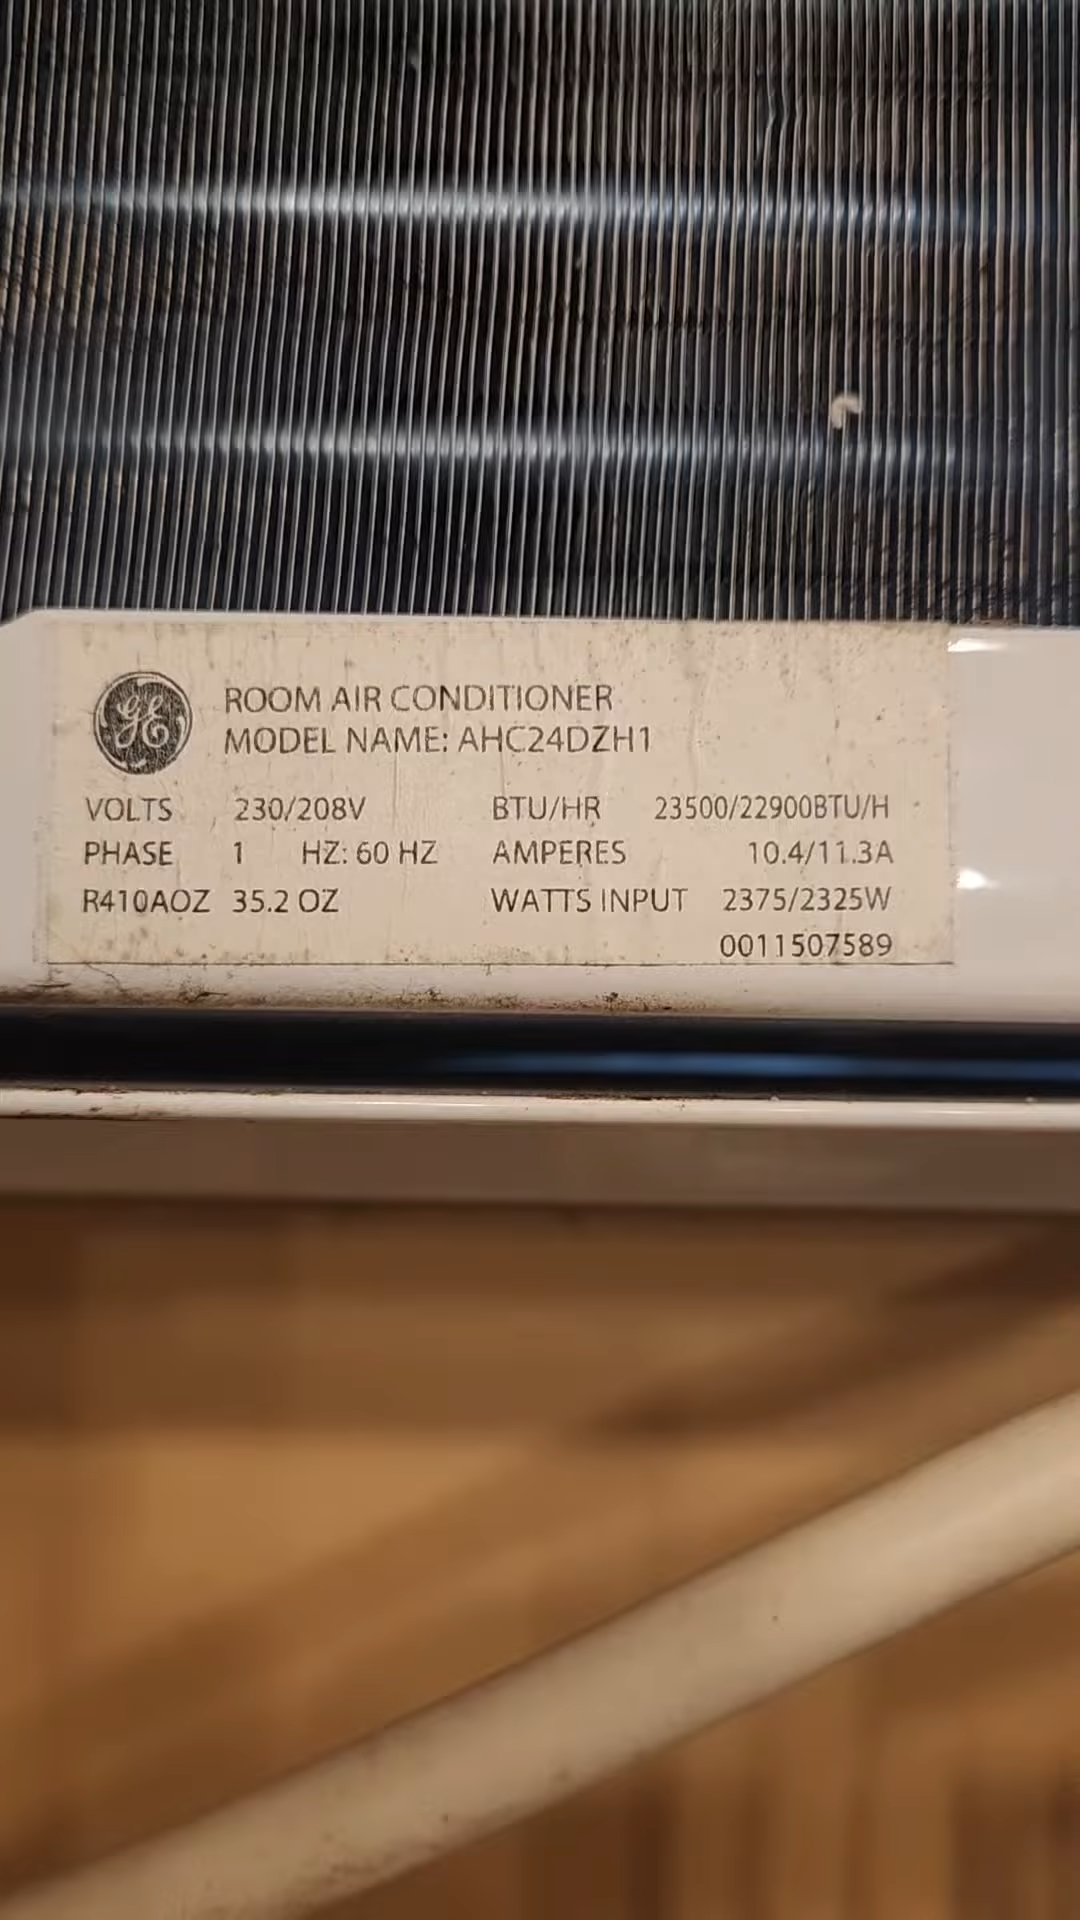 GE
ROOM AIR CONDITIONER
MODEL NAME: AHC24DZH1
VOLTS 230/208V BTU/HR 23500/22900BTU/H
PHASE 1 HZ: 60 HZ AMPERES 10.4/11.3A
R410AOZ 35.2 OZ WATTS INPUT 2375/2325W
0011507589